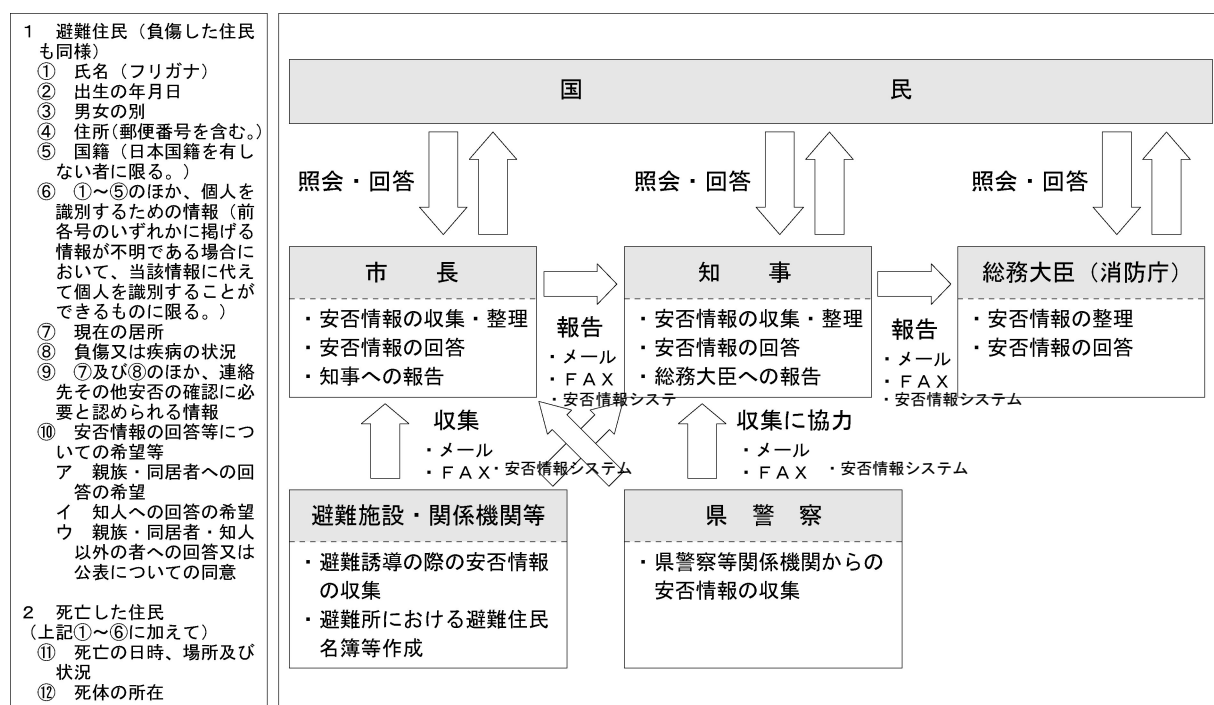 １　避難住民（負傷した住民
も同様）
①　氏名（フリガナ）
②　出生の年月日
③　男女の別
④　住所（郵便番号を含む。）
⑤　国籍（日本国籍を有し
ない者に限る。）
⑥　①～⑤のほか、個人を
識別するための情報（前
各号のいずれかに掲げる
情報が不明である場合に
おいて、当該情報に代え
て個人を識別することが
できるものに限る。）
⑦　現在の居所
⑧　負傷又は疾病の状況
⑨　⑦及び⑧のほか、連絡
先その他安否の確認に必
要と認められる情報
⑩　安否情報の回答等につ
いての希望等
ア　親族・同居者への回
答の希望
イ　知人への回答の希望
ウ　親族・同居者・知人
以外の者への回答又は
公表についての同意
２　死亡した住民
（上記①～⑥に加えて）
⑪　死亡の日時、場所及び
状況
⑫　死体の所在
国　民
照会・回答
照会・回答
照会・回答
市　長
・安否情報の収集・整理
・安否情報の回答
・知事への報告
報告
・メール
・ＦＡＸ
・安否情報システ
知　事
・安否情報の収集・整理
・安否情報の回答
・総務大臣への報告
報告
・メール
・ＦＡＸ
・安否情報システム
総務大臣（消防庁）
・安否情報の整理
・安否情報の回答
収集
・メール
・ＦＡＸ・安否情報システム
収集に協力
・メール
・ＦＡＸ　・安否情報システム
避難施設・関係機関等
・避難誘導の際の安否情報
の収集
・避難所における避難住民
名簿等作成
県　警　察
・県警察等関係機関からの
安否情報の収集